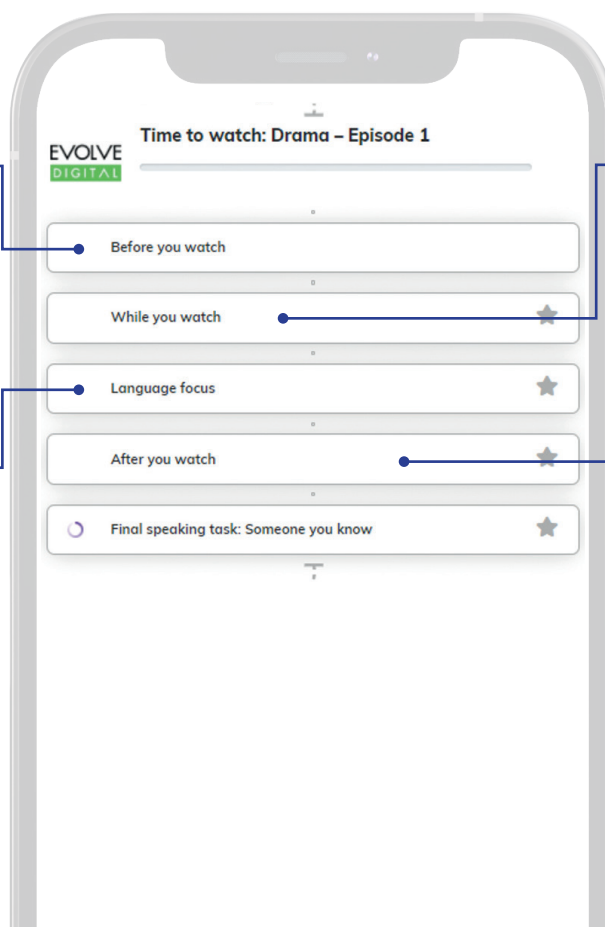 Time to watch: Drama – Episode 1
EVOLVE
DIGITAL
Before you watch
While you watch
Language focus
After you watch
Final speaking task: Someone you know